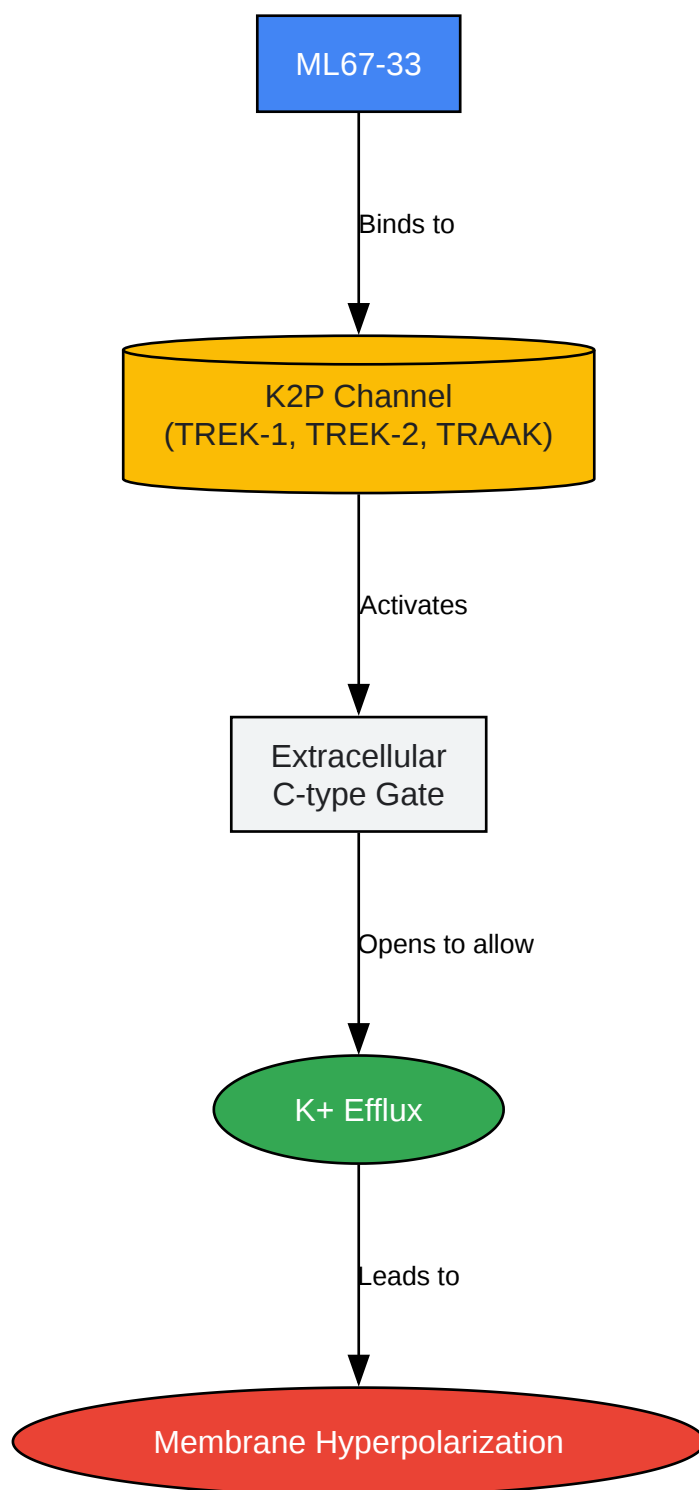 ML67-33
Binds to
K2P Channel
(TREK-1, TREK-2, TRAAK)
Activates
Extracellular
C-type Gate
Opens to allow
K+ Efflux
Leads to
Membrane Hyperpolarization